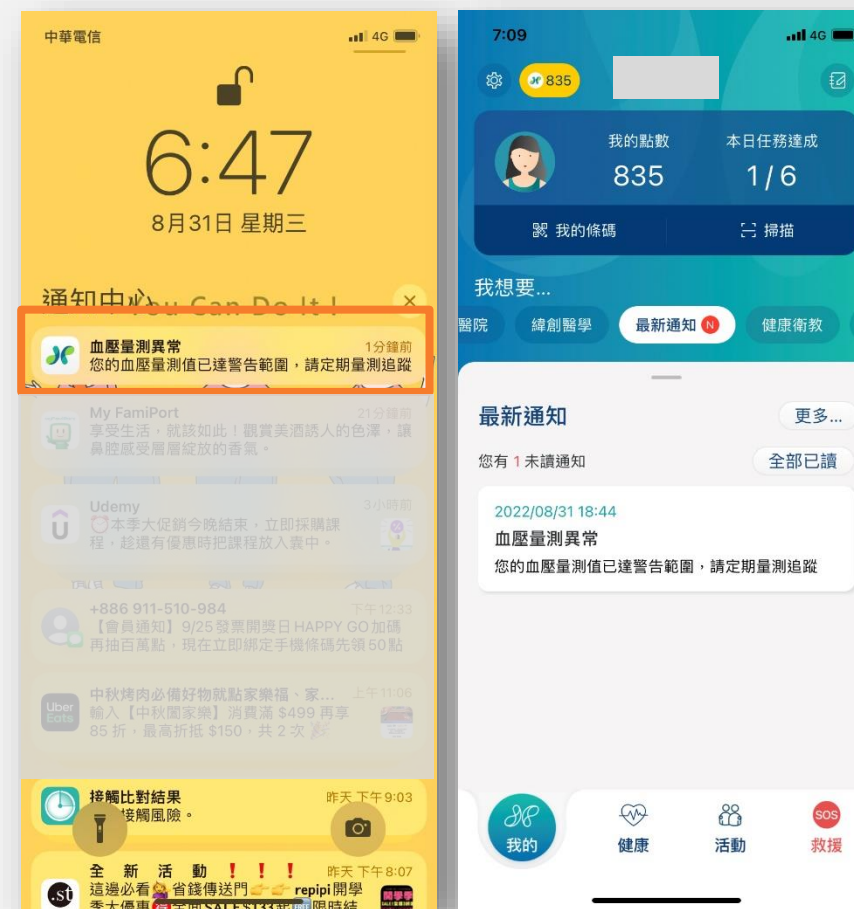 中華電信
4G
6:47
8月31日 星期三
通知中心
You Can Do It!
血壓量測異常 1分鐘前
您的血壓量測值已達警告範圍，請定期量測追蹤
My FamiPort 21分鐘前
享受生活，就該如此！觀賞美酒誘人的色澤，讓
鼻腔感受層層綻放的香氣。
Udemy 3小時前
本季大促銷今晚結束，立即採購課
程，趁還有優惠時把課程放入囊中。
+886 911-510-984 下午12:33
【會員通知】9/25發票開獎日HAPPY GO加碼
再抽百萬點，現在立即綁定手機條碼先領50點
中秋烤肉必備好物就點家樂福、家... 上午11:06
Uber
Eats
輸入【中秋闔家樂】消費滿 $499 再享
85 折，最高折抵 $150，共 2 次
接觸比對結果 昨天 下午9:03
接觸風險。
全 新 活 動！！！ 昨天 下午8:07
.st
這邊必看 省錢傳送門 repipi開學
7:09
4G
835
我的點數
835
本日任務達成
1/6
我的條碼
掃描
我想要...
醫院
緯創醫學
最新通知 N
健康衛教
最新通知
更多...
您有 1 未讀通知
全部已讀
2022/08/31 18:44
血壓量測異常
您的血壓量測值已達警告範圍，請定期量測追蹤
我的
健康
活動
SOS
救援